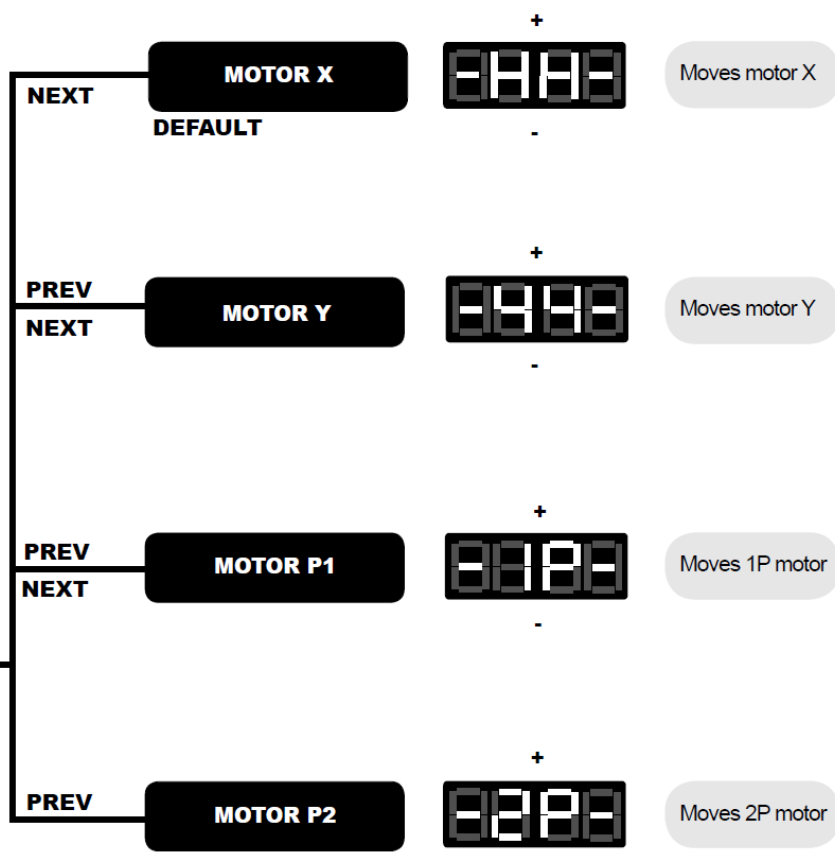 +
NEXT MOTOR X -HH- Moves motor X
DEFAULT -
+
PREV
NEXT MOTOR Y -44- Moves motor Y
-
+
PREV
NEXT MOTOR P1 -1P- Moves 1P motor
-
+
PREV MOTOR P2 -2P- Moves 2P motor